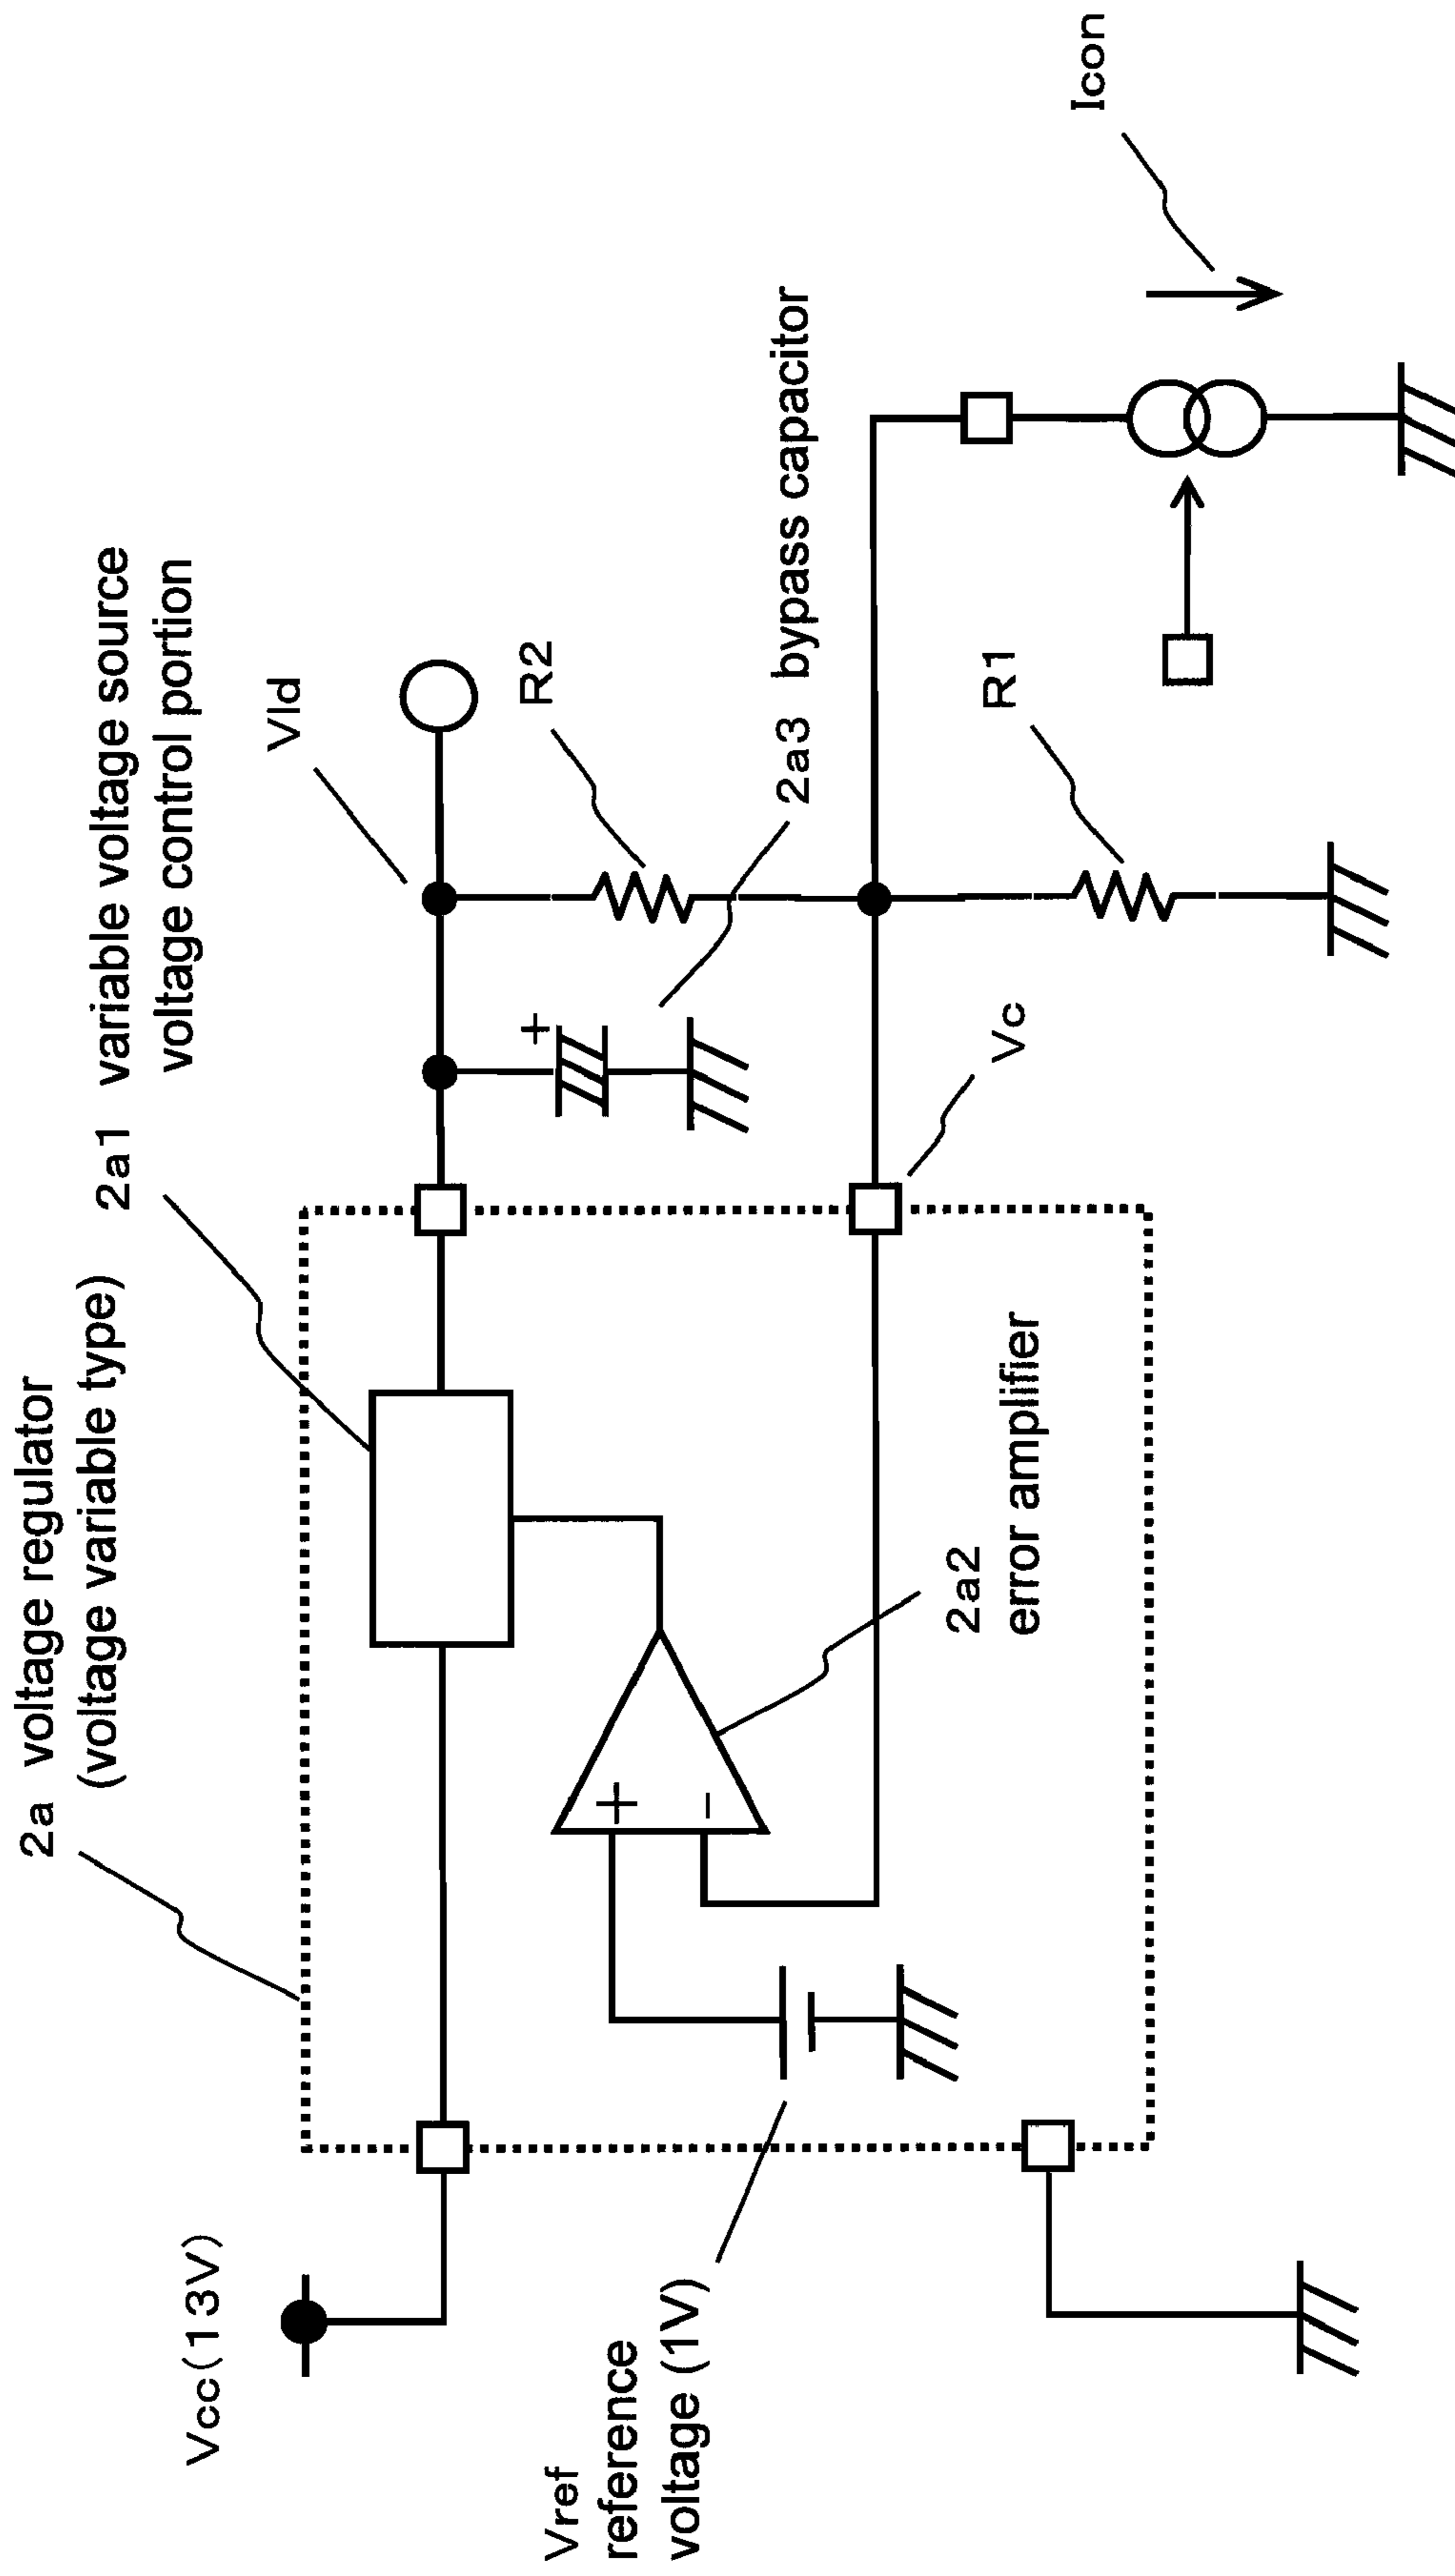 2a voltage regulator
(voltage variable type)
2a1 variable voltage source
voltage control portion
Vcc(13V)
Vld
R2
2a3 bypass capacitor
+
Icon
R1
Vc
+
-
2a2
error amplifier
Vref
reference
voltage (1V)